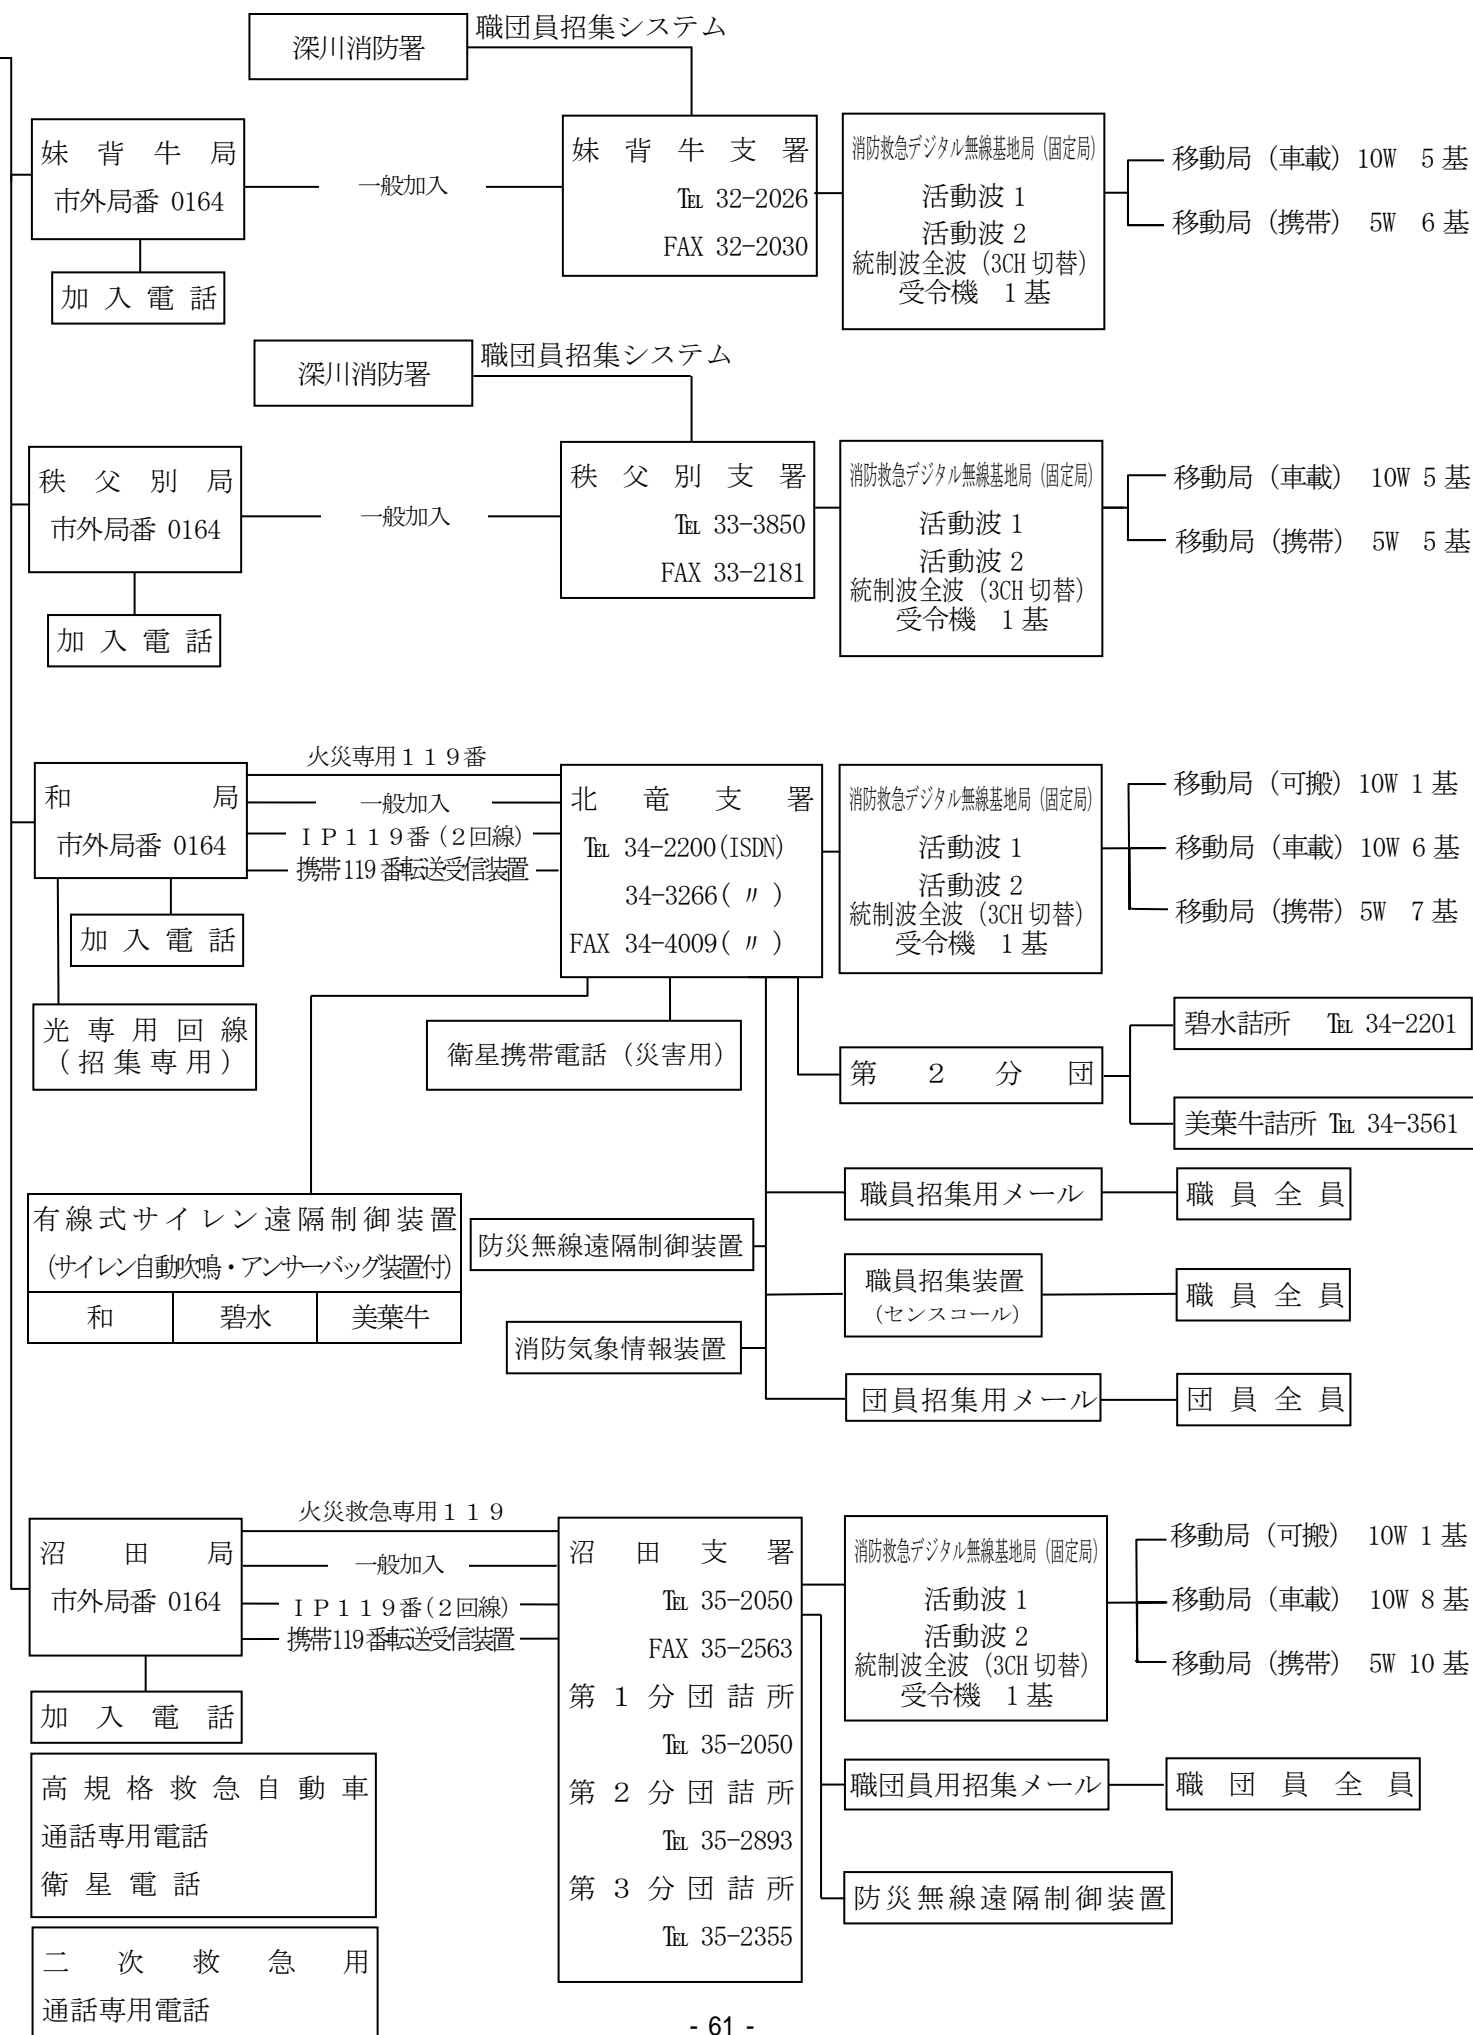 職団員招集システム
深川消防署
妹背牛局
市外局番 0164
加入電話
一般加入
妹背牛支署
℡ 32-2026
FAX 32-2030
消防救急デジタル無線基地局（固定局）
活動波 1
活動波 2
統制波全波（3CH 切替）
受令機 1 基
移動局（車載）10W 5 基
移動局（携帯） 5W 6 基
職団員招集システム
深川消防署
秩父別局
市外局番 0164
加入電話
一般加入
秩父別支署
℡ 33-3850
FAX 33-2181
消防救急デジタル無線基地局（固定局）
活動波 1
活動波 2
統制波全波（3CH 切替）
受令機 1 基
移動局（車載） 10W 5 基
移動局（携帯） 5W 5 基
和局
市外局番 0164
加入電話
光専用回線
（招集専用）
火災専用１１９番
一般加入
ＩＰ１１９番（２回線）
携帯119番転送受信装置
北竜支署
℡ 34-2200(ISDN)
34-3266( 〃 )
FAX 34-4009( 〃 )
消防救急デジタル無線基地局（固定局）
活動波 1
活動波 2
統制波全波（3CH 切替）
受令機 1 基
移動局（可搬）10W 1 基
移動局（車載）10W 6 基
移動局（携帯）5W 7 基
衛星携帯電話（災害用）
第２分団
碧水詰所 ℡ 34-2201
美葉牛詰所 ℡ 34-3561
有線式サイレン遠隔制御装置
（サイレン自動吹鳴・アンサーバッグ装置付）
和 碧水 美葉牛
防災無線遠隔制御装置
消防気象情報装置
職員招集用メール
職員全員
職員招集装置
（センスコール）
職員全員
団員招集用メール
団員全員
沼田局
市外局番 0164
加入電話
火災救急専用１１９
一般加入
ＩＰ１１９番（２回線）
携帯119番転送受信装置
沼田支署
℡ 35-2050
FAX 35-2563
第１分団詰所
℡ 35-2050
第２分団詰所
℡ 35-2893
第３分団詰所
℡ 35-2355
消防救急デジタル無線基地局（固定局）
活動波 1
活動波 2
統制波全波（3CH 切替）
受令機 1 基
移動局（可搬） 10W 1 基
移動局（車載） 10W 8 基
移動局（携帯） 5W 10 基
職団員用招集メール
職団員全員
防災無線遠隔制御装置
高規格救急自動車
通話専用電話
衛星電話
二次救急用
通話専用電話
- 61 -